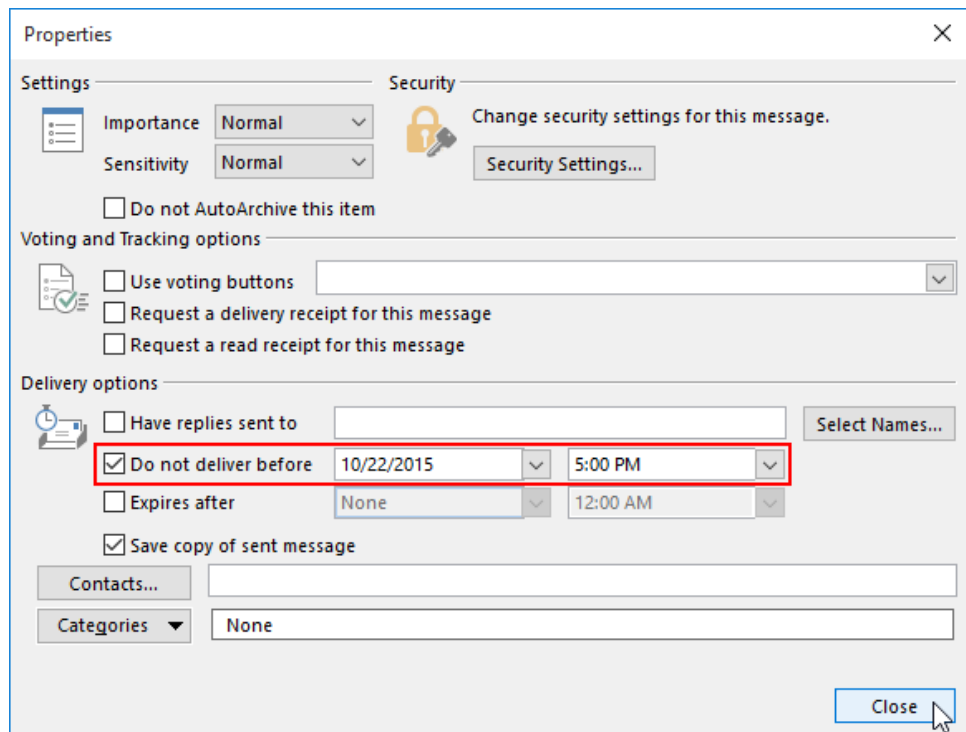 Properties
Settings
Security
Importance Normal
Change security settings for this message.
Sensitivity Normal
Security Settings...
Do not AutoArchive this item
Voting and Tracking options
Use voting buttons
Request a delivery receipt for this message
Request a read receipt for this message
Delivery options
Have replies sent to
Select Names...
Do not deliver before 10/22/2015 5:00 PM
Expires after None 12:00 AM
Save copy of sent message
Contacts...
Categories None
Close